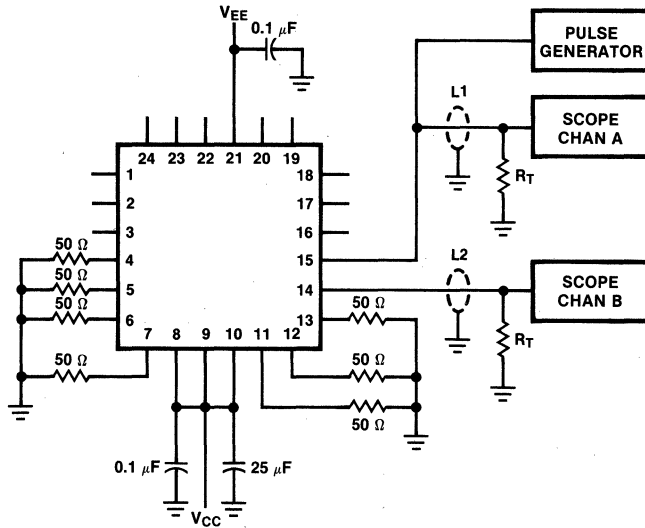 VEE
0.1 μF
PULSE
GENERATOR
L1
SCOPE
CHAN A
RT
24 23 22 21 20 19
1
2
3
4
5
6
18
17
16
15
14
13
7 8 9 10 11 12
50 Ω
50 Ω
50 Ω
50 Ω
L2
SCOPE
CHAN B
RT
50 Ω
50 Ω
50 Ω
0.1 μF
25 μF
VCC